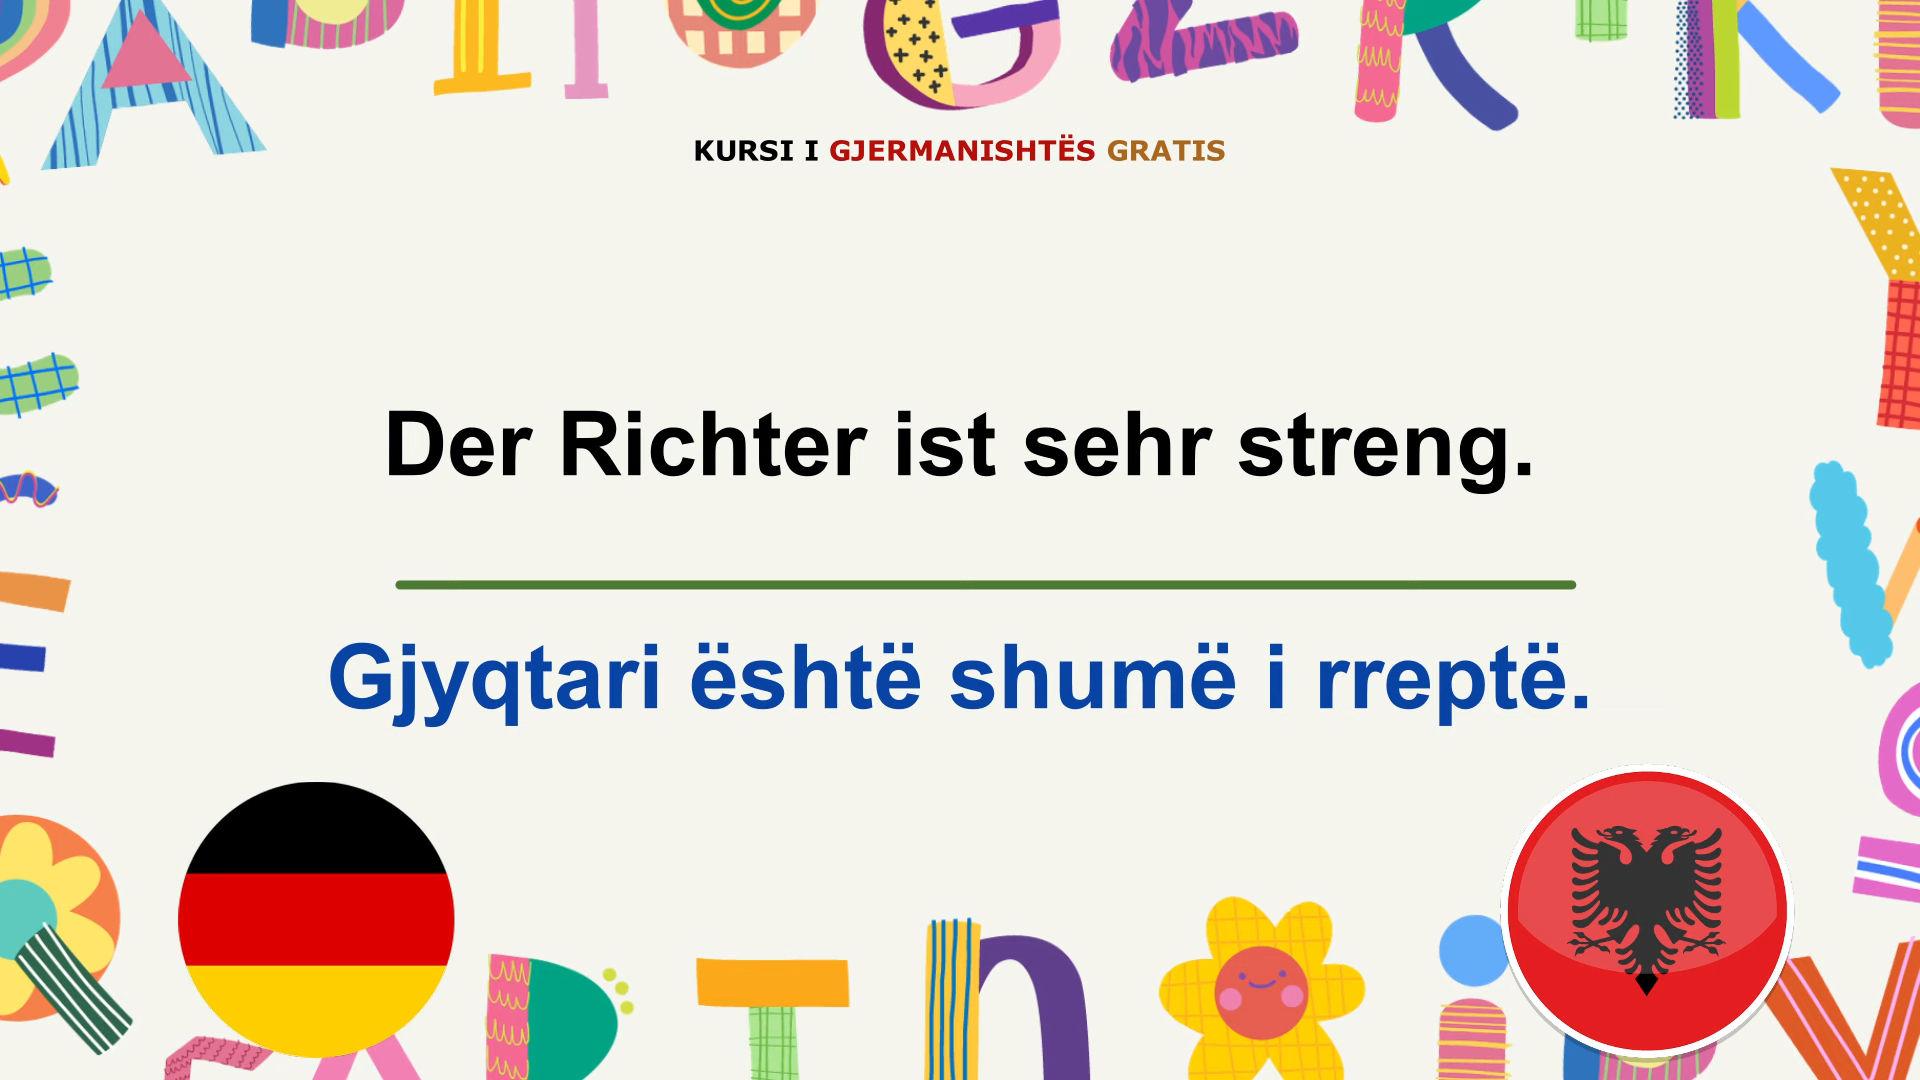 KURSI I GJERMANISHTËS GRATIS
Der Richter ist sehr streng.
Gjyqtari është shumë i rreptë.